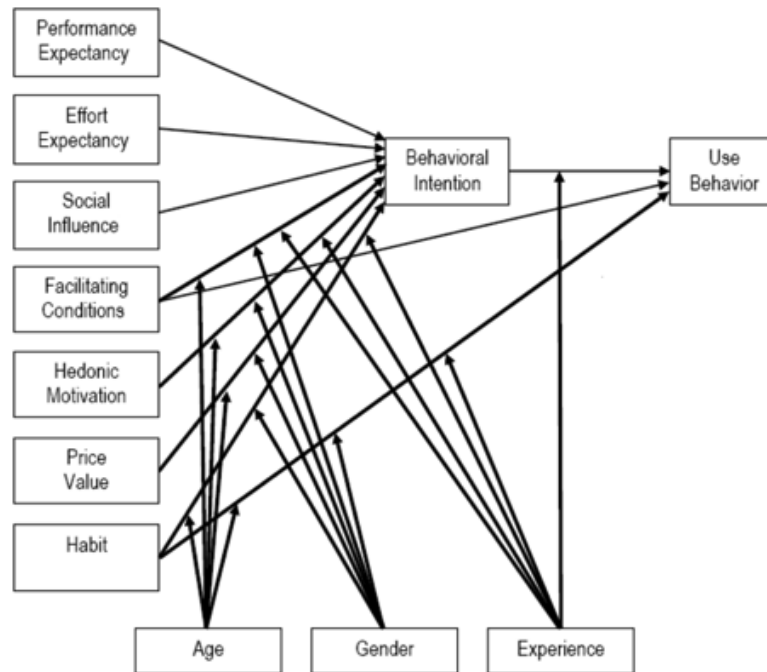 Performance
Expectancy
Effort
Expectancy
Behavioral
Intention
Use
Behavior
Social
Influence
Facilitating
Conditions
Hedonic
Motivation
Price
Value
Habit
Age
Gender
Experience